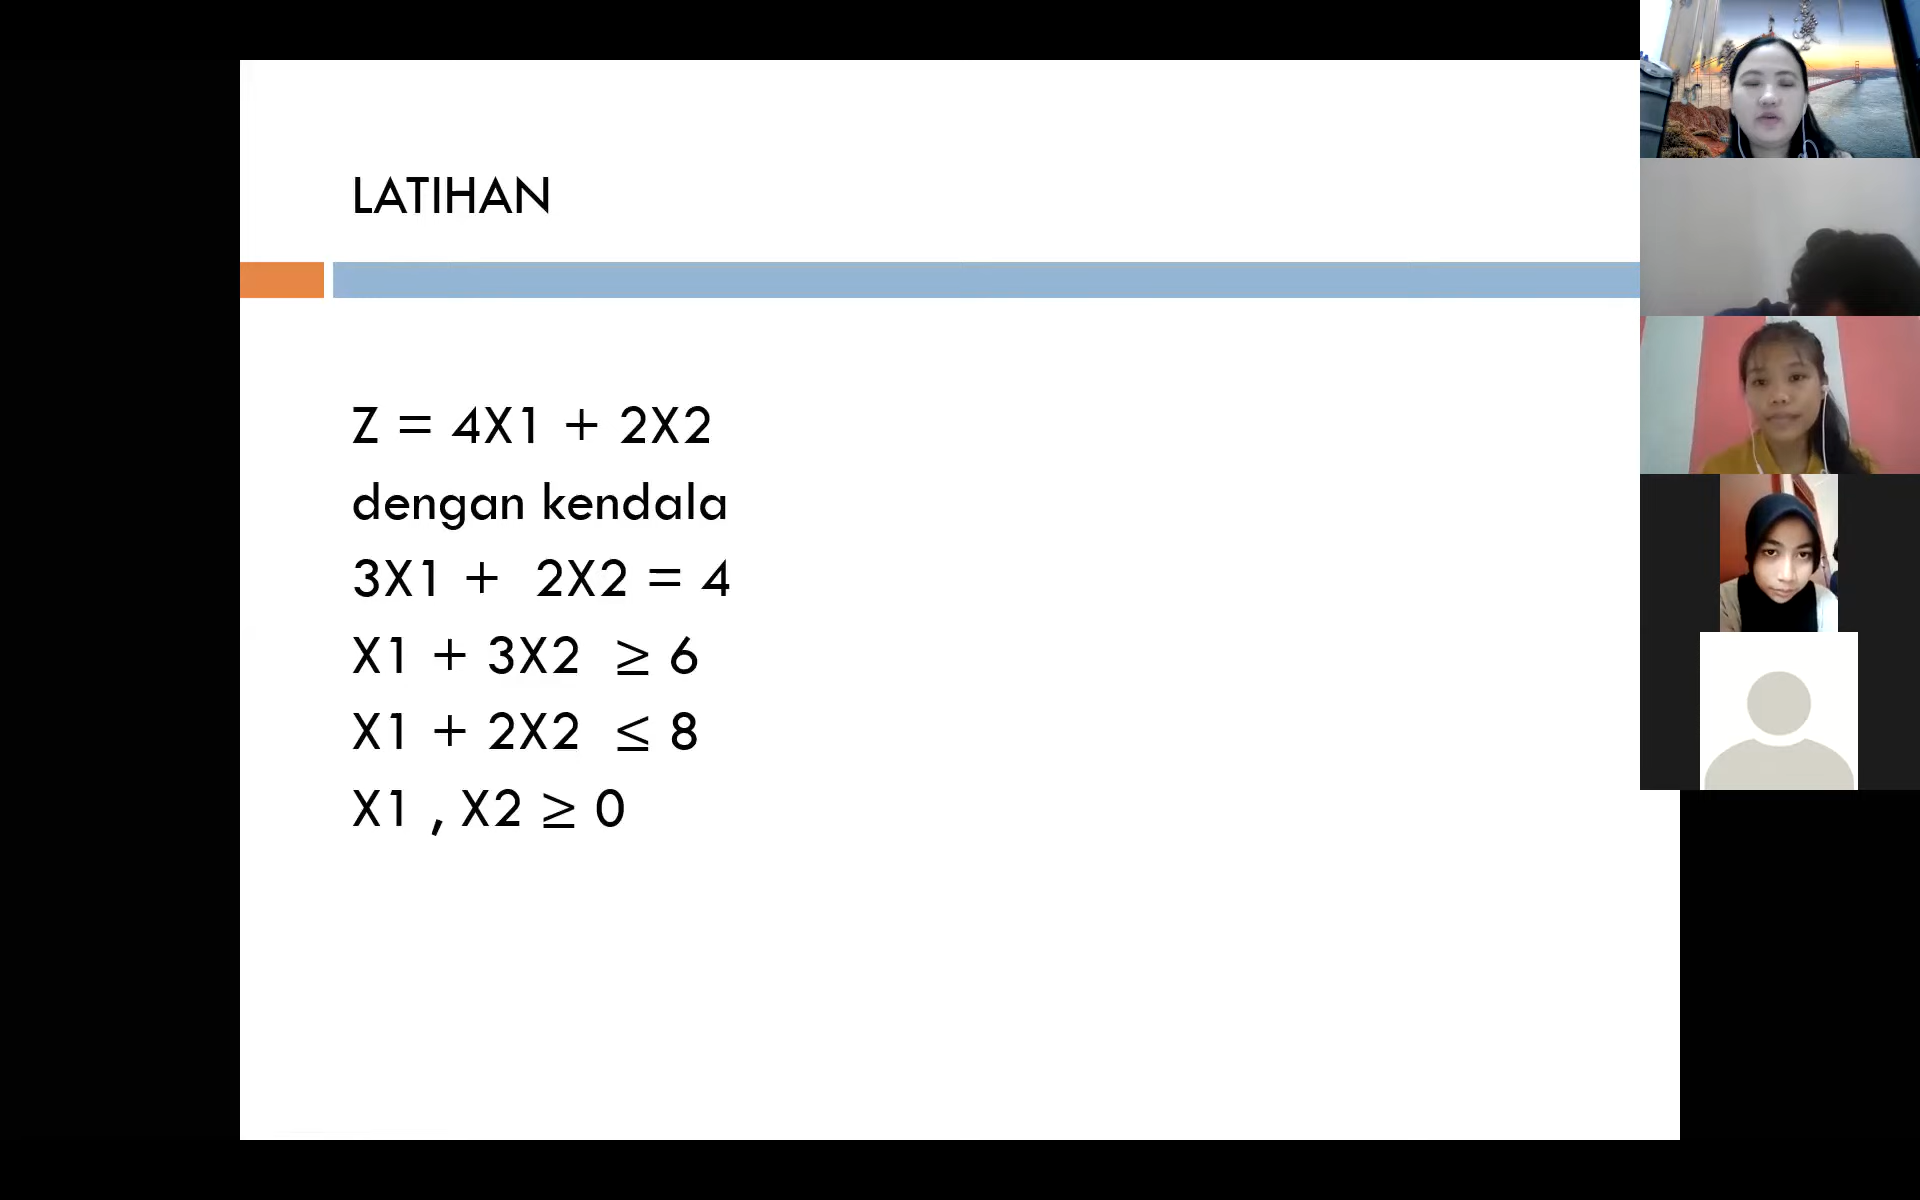 LATIHAN
Z = 4X1 + 2X2
dengan kendala
3X1 + 2X2 = 4
X1 + 3X2 ≥ 6
X1 + 2X2 ≤ 8
X1 , X2 ≥ 0